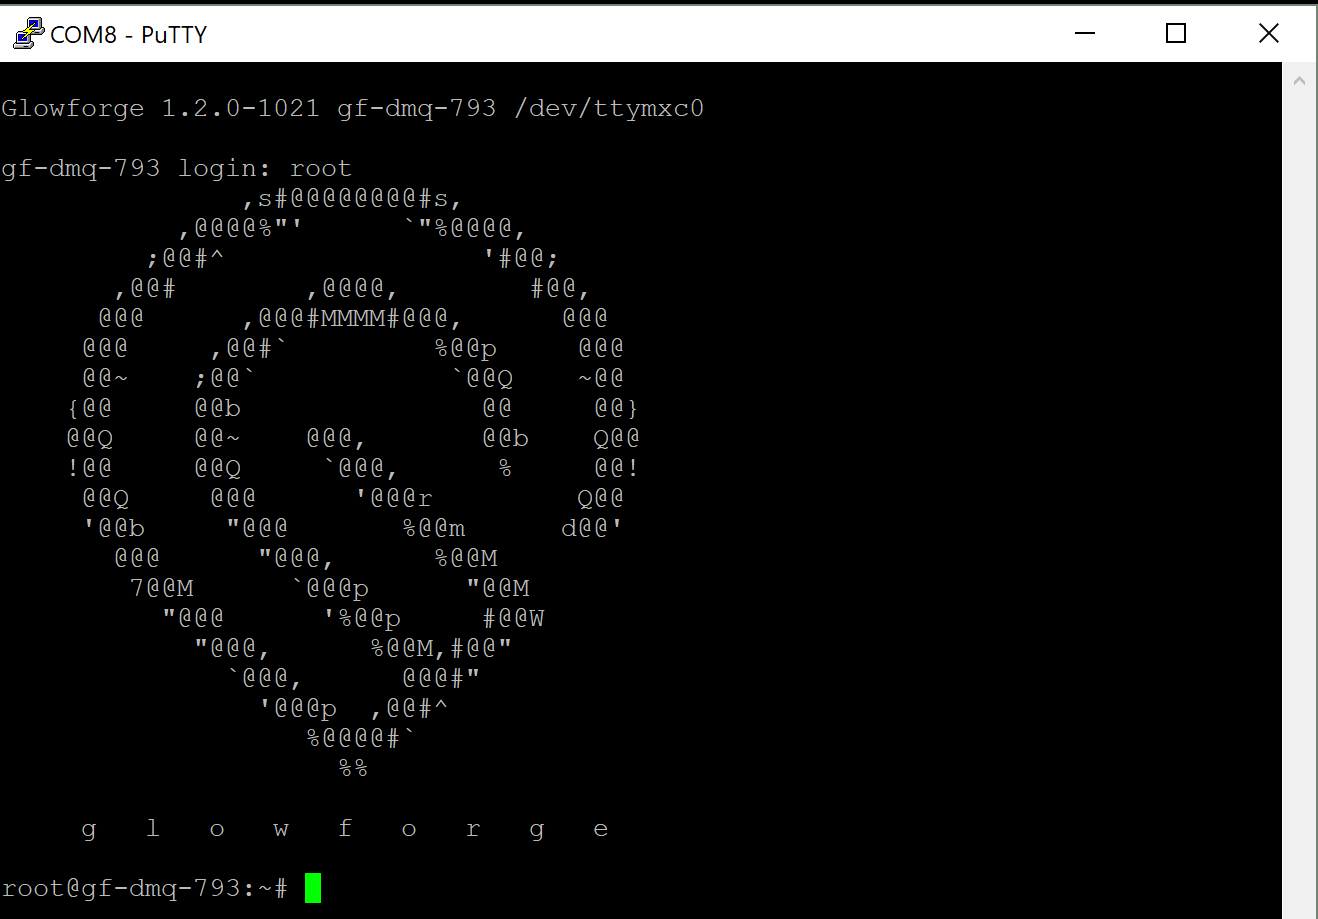 COM8 - PuTTY
Glowforge 1.2.0-1021 gf-dmq-793 /dev/ttymxc0
gf-dmq-793 login: root
               ,s#@@@@@@@@#s,
           ,@@@@%"'      `"%@@@@,
         ;@@#^                '#@@;
       ,@@#        ,@@@@,        #@@,
      @@@      ,@@@#MMMM#@@@,      @@@
     @@@     ,@@#`         %@@p     @@@
     @@~    ;@@`            `@@Q    ~@@
    {@@     @@b               @@     @@}
    @@Q     @@~    @@@,       @@b    Q@@
    !@@     @@Q     `@@@,      %     @@!
     @@Q     @@@      '@@@r         Q@@
     '@@b     "@@@       %@@m      d@@'
       @@@      "@@@,      %@@M
        7@@M      `@@@p      "@@M
          "@@@      '%@@p     #@@W
            "@@@,      %@@M,#@@"
              `@@@,      @@@#"
                '@@@p  ,@@#^
                   %@@@@#`
                     %%
     g   l   o   w   f   o   r   g   e
root@gf-dmq-793:~#